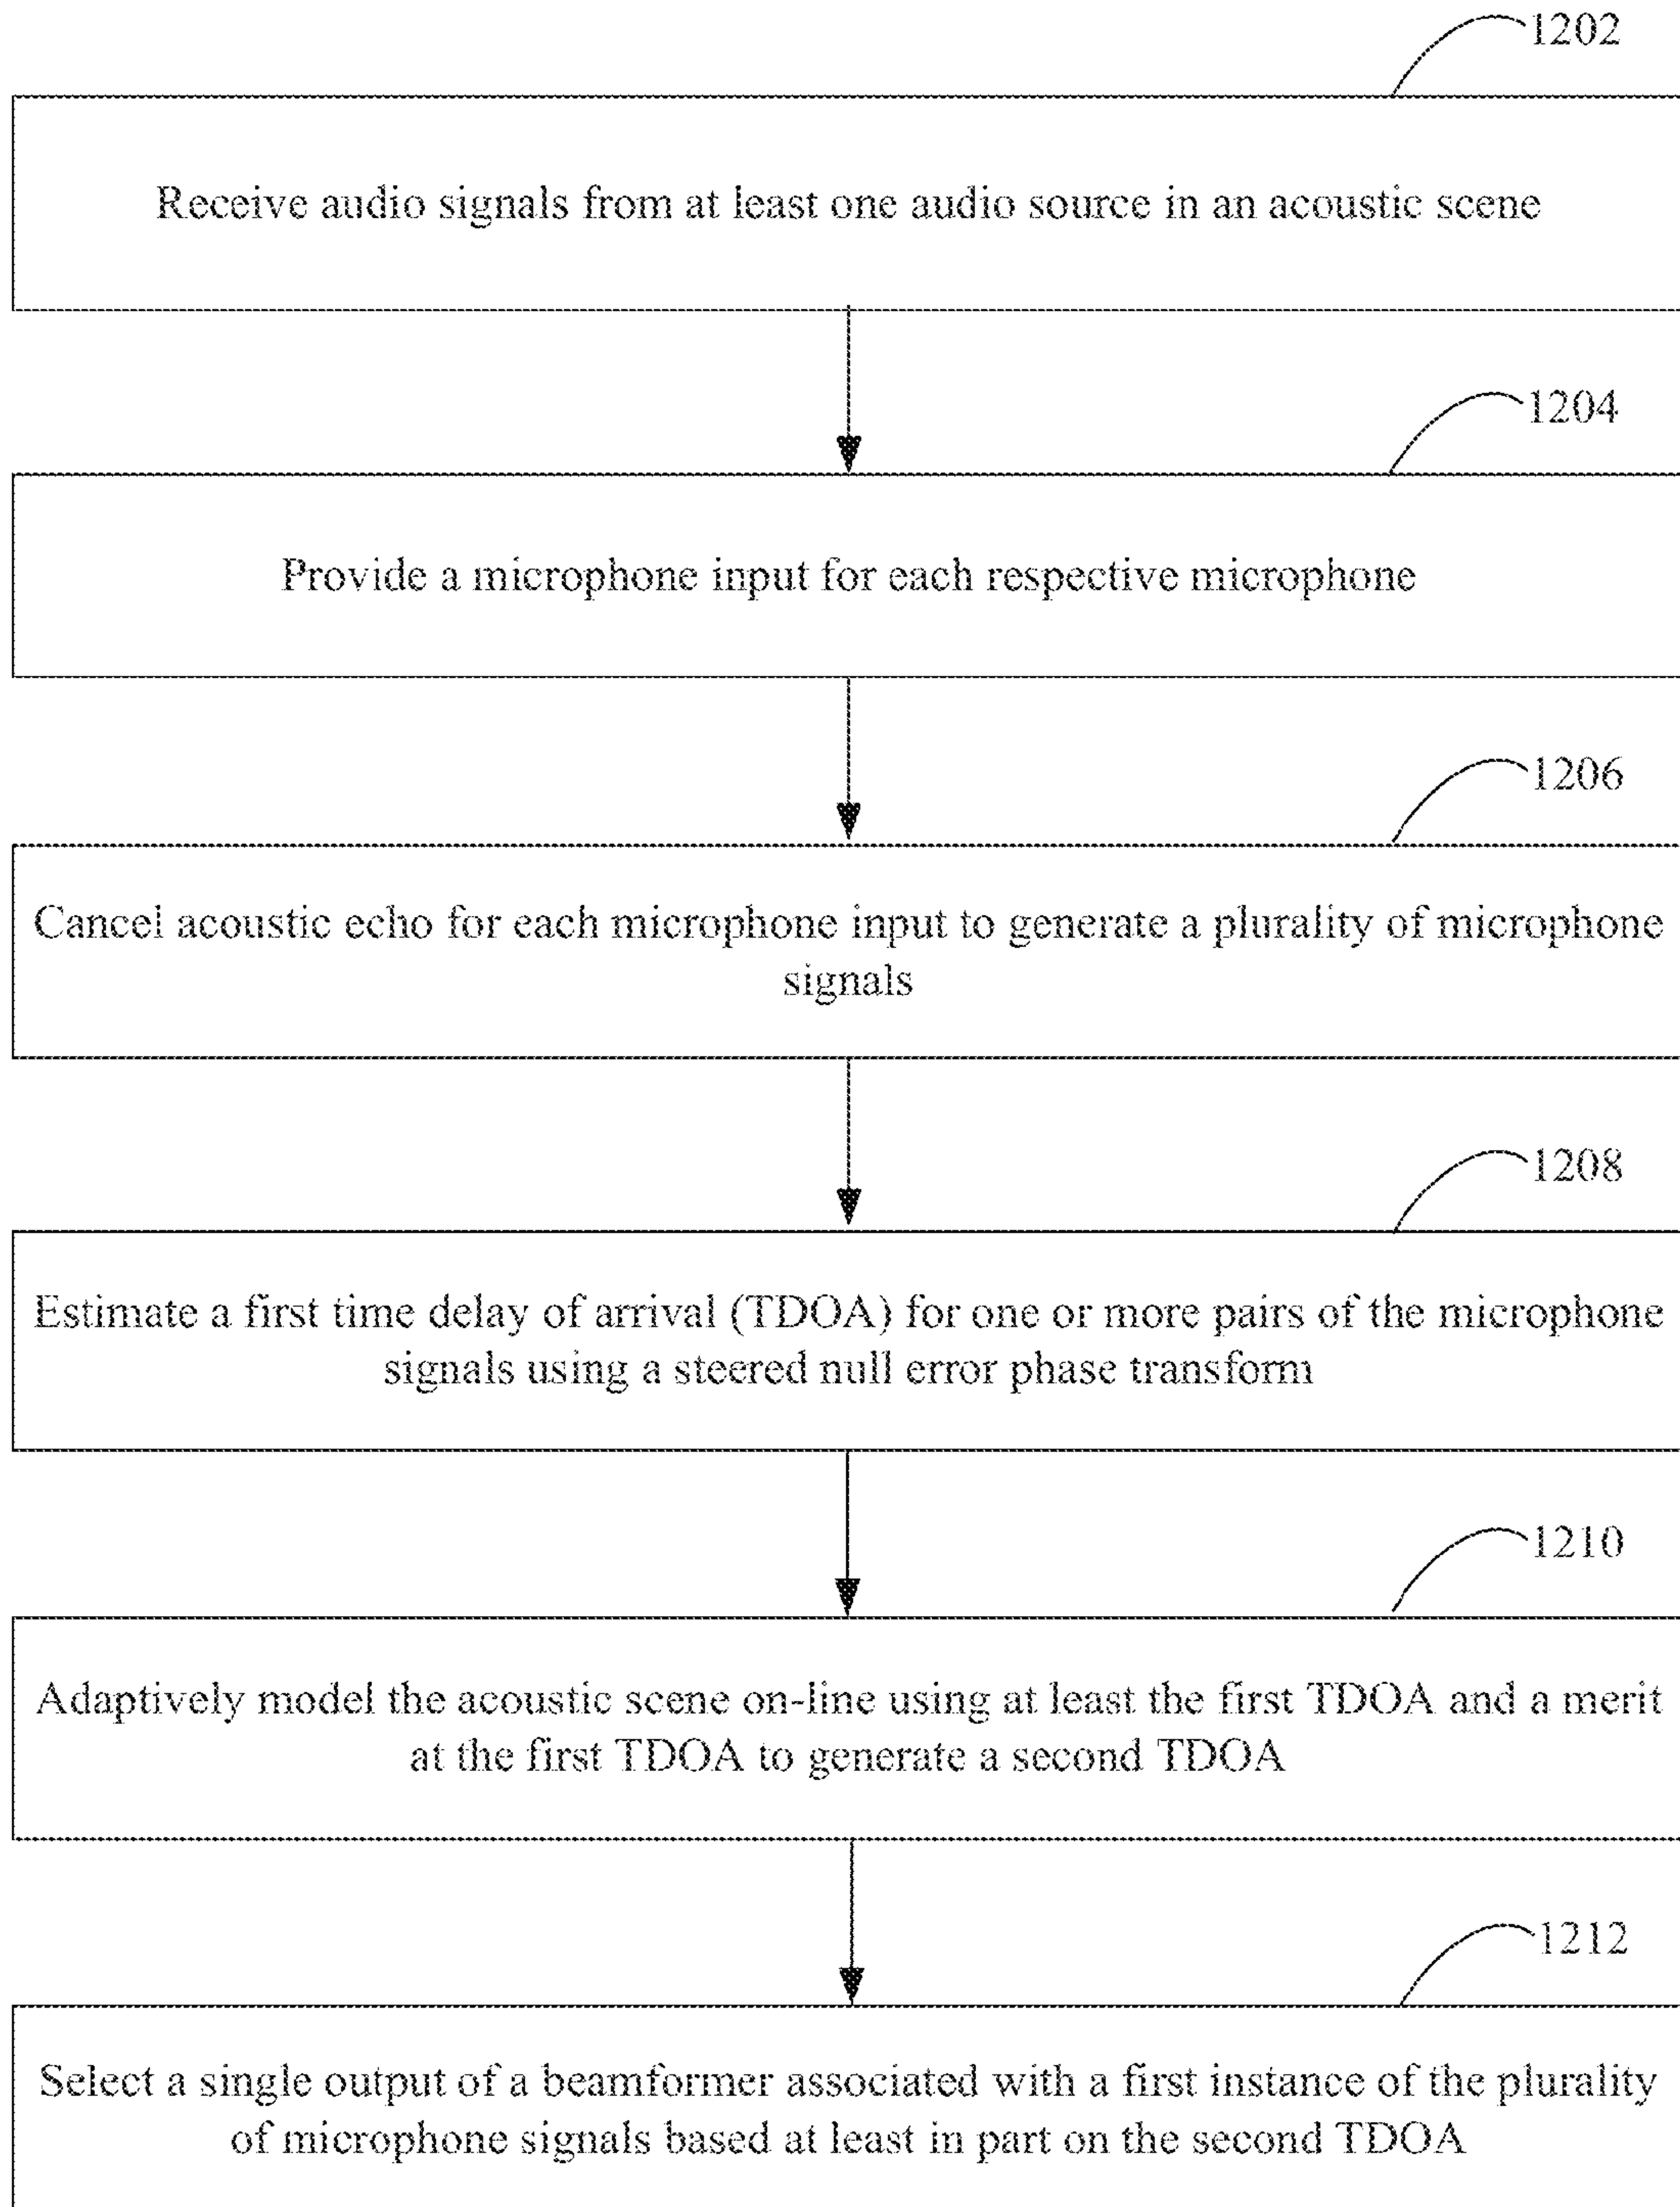 1202
Receive audio signals from at least one audio source in an acoustic scene
1204
Provide a microphone input for each respective microphone
1206
Cancel acoustic echo for each microphone input to generate a plurality of microphone
signals
1208
Estimate a first time delay of arrival (TDOA) for one or more pairs of the microphone
signals using a steered null error phase transform
1210
Adaptively model the acoustic scene on-line using at least the first TDOA and a merit
at the first TDOA to generate a second TDOA
1212
Select a single output of a beamformer associated with a first instance of the plurality
of microphone signals based at least in part on the second TDOA